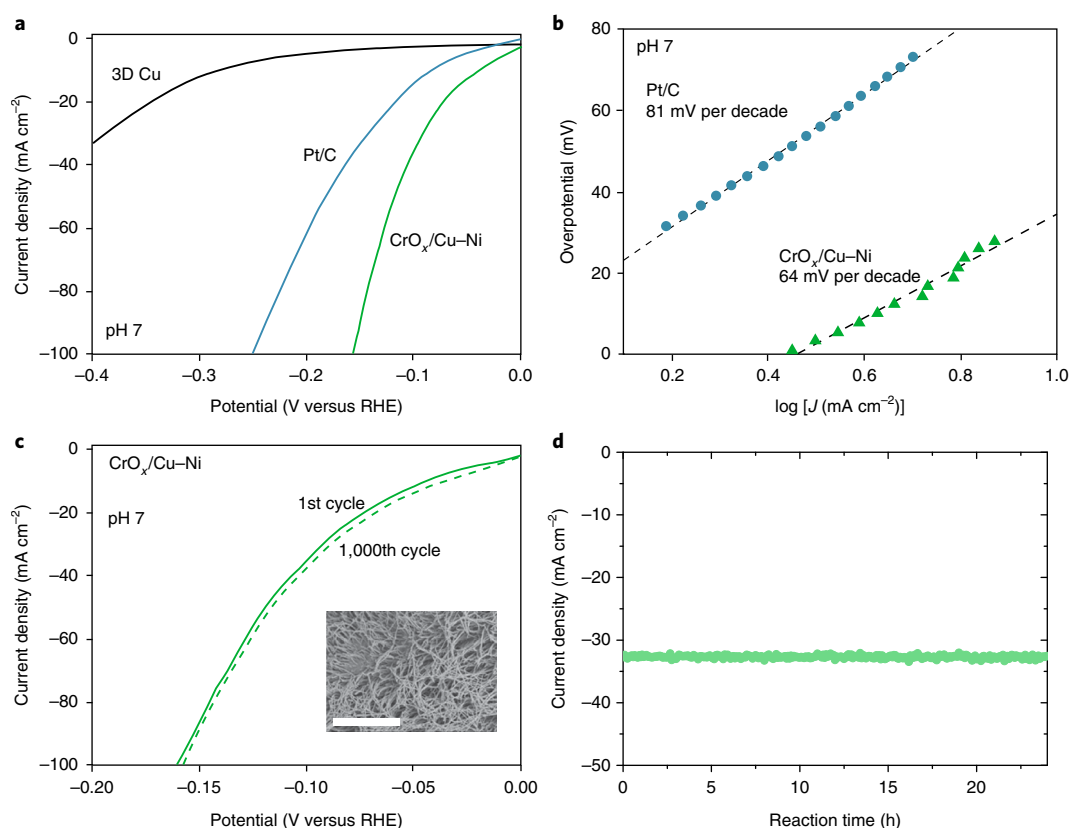 a
0
−20
−40
−60
−80
−100
Current density (mA cm−2)
3D Cu
Pt/C
CrOx/Cu–Ni
pH 7
−0.4
−0.3
−0.2
−0.1
0.0
Potential (V versus RHE)
b
80
60
40
20
0
Overpotential (mV)
pH 7
Pt/C
81 mV per decade
CrOx/Cu–Ni
64 mV per decade
0.2
0.4
0.6
0.8
1.0
log [J (mA cm−2)]
c
0
−20
−40
−60
−80
−100
Current density (mA cm−2)
CrOx/Cu–Ni
pH 7
1st cycle
1,000th cycle
−0.20
−0.15
−0.10
−0.05
0.00
Potential (V versus RHE)
d
0
−10
−20
−30
−40
−50
Current density (mA cm−2)
0
5
10
15
20
Reaction time (h)